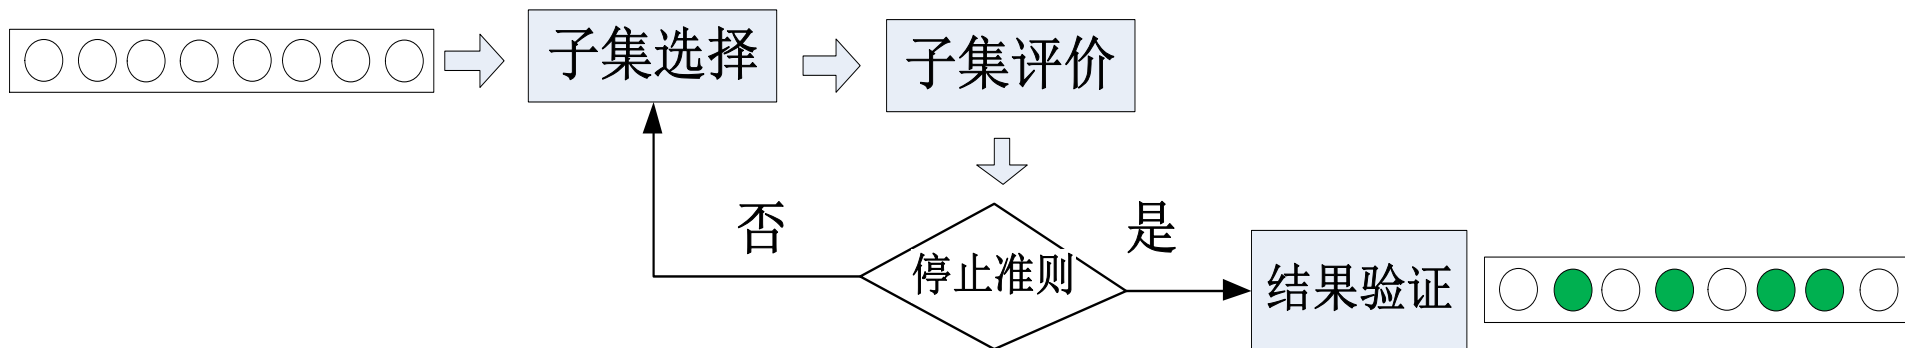 子集选择
子集评价
否
是
停止准则
结果验证